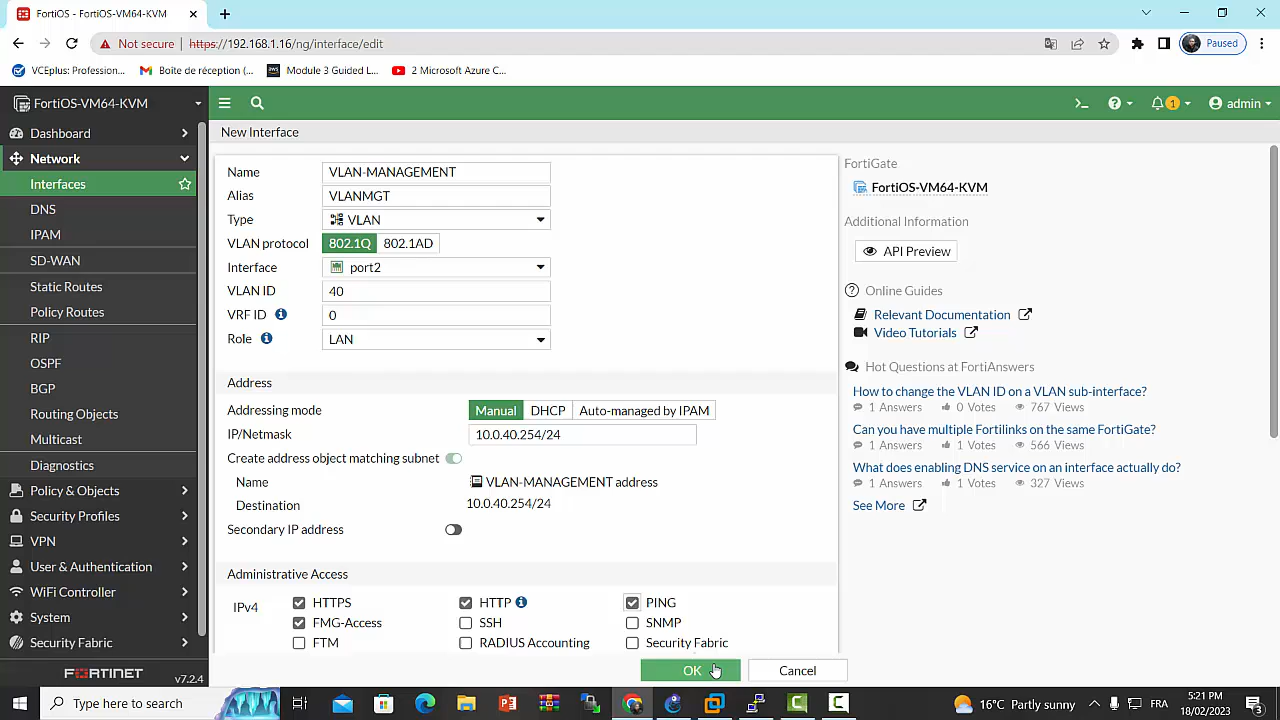 FortiOS - FortiOS-VM64-KVM
Not secure
https://192.168.1.16/ng/interface/edit
Paused
VCEplus: Profession...
Boîte de réception (...
Module 3 Guided L...
2 Microsoft Azure C...
FortiOS-VM64-KVM
1
admin
Dashboard
Network
Interfaces
DNS
IPAM
SD-WAN
Static Routes
Policy Routes
RIP
OSPF
BGP
Routing Objects
Multicast
Diagnostics
Policy & Objects
Security Profiles
VPN
User & Authentication
WiFi Controller
System
Security Fabric
FORTINET
v7.2.4
New Interface
Name VLAN-MANAGEMENT
Alias VLANMGT
Type VLAN
VLAN protocol 802.1Q 802.1AD
Interface port2
VLAN ID 40
VRF ID 0
Role LAN
Address
Addressing mode Manual DHCP Auto-managed by IPAM
IP/Netmask 10.0.40.254/24
Create address object matching subnet
Name VLAN-MANAGEMENT address
Destination 10.0.40.254/24
Secondary IP address
Administrative Access
IPv4 HTTPS HTTP PING
FMG-Access SSH SNMP
FTM RADIUS Accounting Security Fabric
OK Cancel
FortiGate
FortiOS-VM64-KVM
Additional Information
API Preview
Online Guides
Relevant Documentation
Video Tutorials
Hot Questions at FortiAnswers
How to change the VLAN ID on a VLAN sub-interface?
1 Answers 0 Votes 767 Views
Can you have multiple Fortilinks on the same FortiGate?
1 Answers 1 Votes 566 Views
What does enabling DNS service on an interface actually do?
1 Answers 1 Votes 327 Views
See More
Type here to search
16°C Partly sunny
FRA
5:21 PM
18/02/2023
3